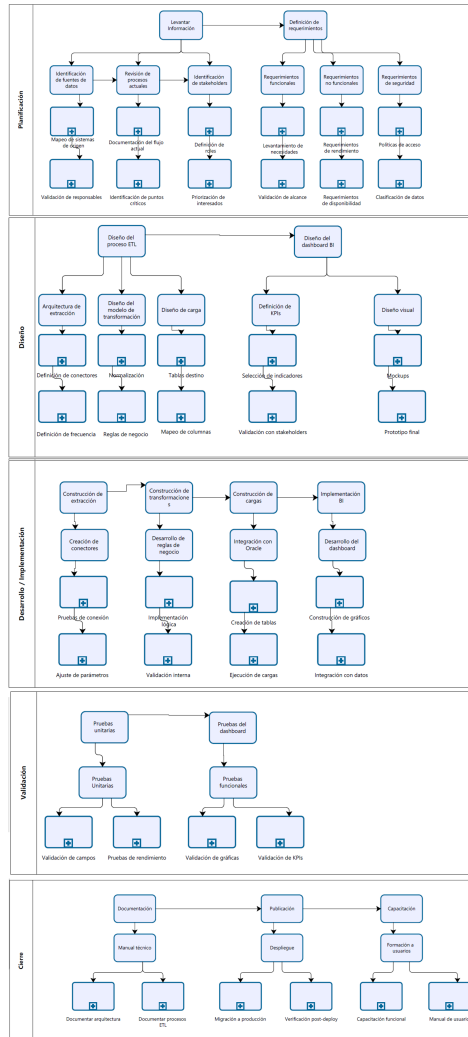 Planificación
Levantar
Información
Definición de
requerimientos
Identificación
de fuentes de
datos
Revisión de
procesos
actuales
Identificación
de stakeholders
Requerimientos
funcionales
Requerimientos
no funcionales
Requerimientos
de seguridad
Mapeo de sistemas
de origen
Documentación del flujo
actual
Definición de
roles
Levantamiento de
necesidades
Requerimientos
de rendimiento
Políticas de acceso
Validación de responsables
Identificación de puntos
críticos
Priorización de
interesados
Validación de alcance
Requerimientos
de disponibilidad
Clasificación de datos
Diseño
Diseño del
proceso ETL
Diseño del
dashboard BI
Arquitectura de
extracción
Diseño del
modelo de
transformación
Diseño de carga
Definición de
KPIs
Diseño visual
Definición de conectores
Normalización
Tablas destino
Selección de indicadores
Mockups
Definición de frecuencia
Reglas de negocio
Mapeo de columnas
Validación con stakeholders
Prototipo final
Desarrollo / Implementación
Construcción de
extracción
Construcción de
transformacione
s
Construcción de
cargas
Implementación
BI
Creación de
conectores
Desarrollo de
reglas de
negocio
Integración con
Oracle
Desarrollo del
dashboard
Pruebas de conexión
Implementación
lógica
Creación de tablas
Construcción de gráficos
Ajuste de parámetros
Validación interna
Ejecución de cargas
Integración con datos
Validación
Pruebas
unitarias
Pruebas del
dashboard
Pruebas
Unitarias
Pruebas
funcionales
Validación de campos
Pruebas de rendimiento
Validación de gráficas
Validación de KPIs
Cierre
Documentación
Publicación
Capacitación
Manual técnico
Despliegue
Formación a
usuarios
Documentar arquitectura
Documentar procesos
ETL
Migración a producción
Verificación post-deploy
Capacitación funcional
Manual de usuario